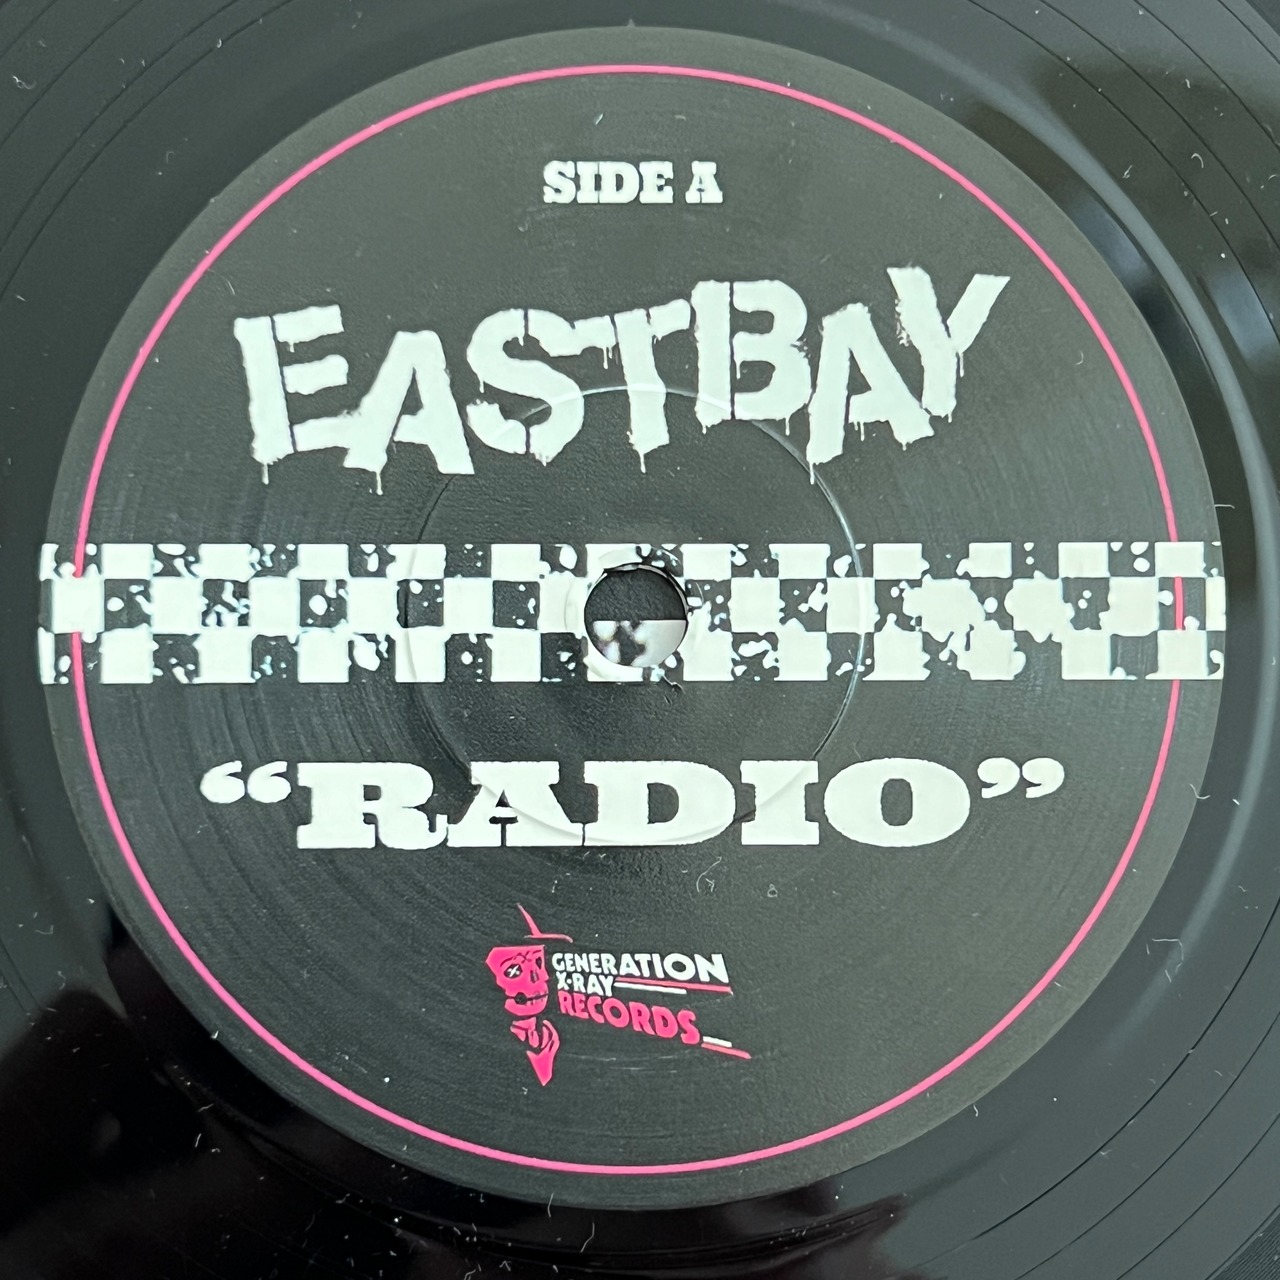 SIDE A
EASTBAY
“RADIO”
GENERATION
X-RAY
RECORDS